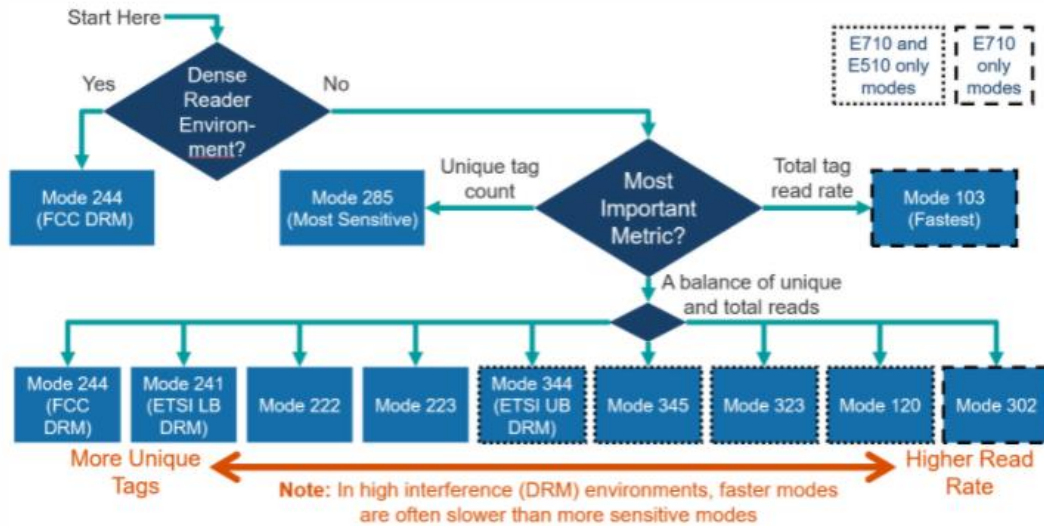 Start Here
Yes
Dense
Reader
Environ-
ment?
No
E710 and
E510 only
modes
E710
only
modes
Mode 244
(FCC DRM)
Unique tag
count
Mode 285
(Most Sensitive)
Most
Important
Metric?
Total tag
read rate
Mode 103
(Fastest)
A balance of unique
and total reads
Mode 244
(FCC
DRM)
Mode 241
(ETSI LB
DRM)
Mode 222
Mode 223
Mode 344
(ETSI UB
DRM)
Mode 345
Mode 323
Mode 120
Mode 302
More Unique
Tags
Higher Read
Rate
Note: In high interference (DRM) environments, faster modes
are often slower than more sensitive modes